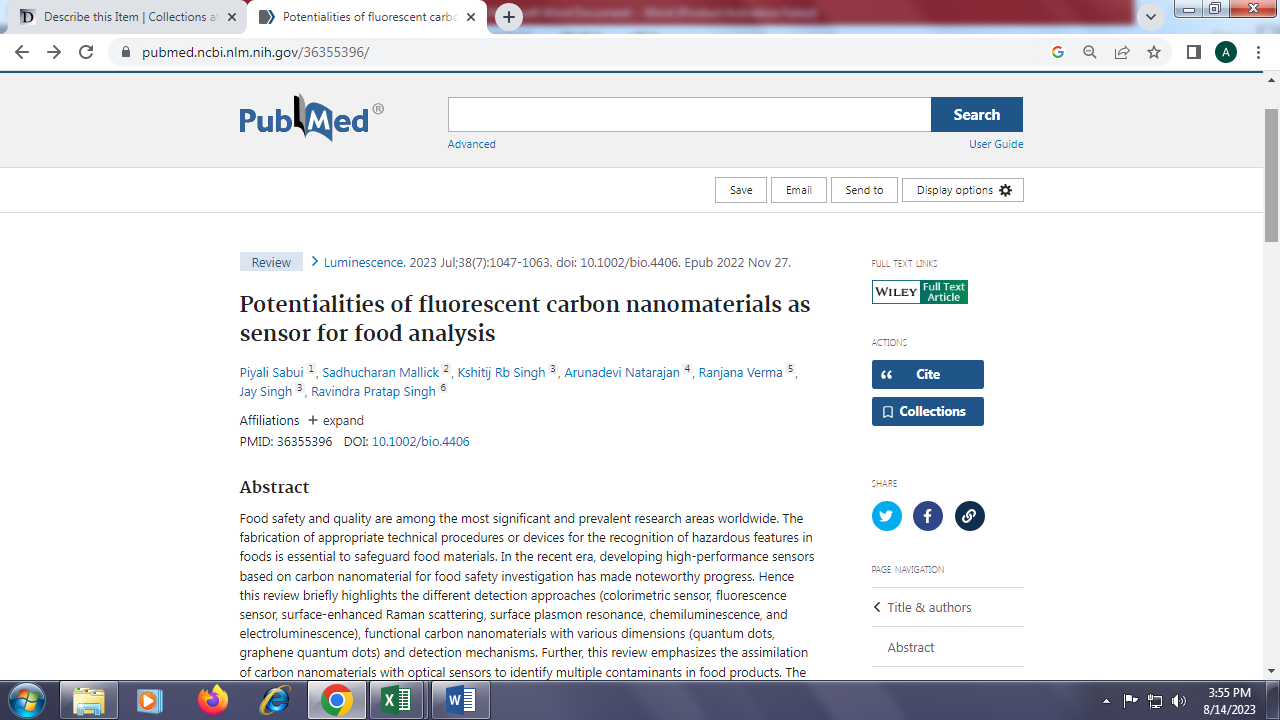 Describe this Item | Collections at
Potentialities of fluorescent carbo
pubmed.ncbi.nlm.nih.gov/36355396/
A
PubMed®
Search
Advanced
User Guide
Save
Email
Send to
Display options
Review
Luminescence. 2023 Jul;38(7):1047-1063. doi: 10.1002/bio.4406. Epub 2022 Nov 27.
FULL TEXT LINKS
WILEY Full Text Article
Potentialities of fluorescent carbon nanomaterials as
sensor for food analysis
Piyali Sabui 1, Sadhucharan Mallick 2, Kshitij Rb Singh 3, Arunadevi Natarajan 4, Ranjana Verma 5,
Jay Singh 3, Ravindra Pratap Singh 6
Affiliations + expand
PMID: 36355396 DOI: 10.1002/bio.4406
ACTIONS
Cite
Collections
Abstract
Food safety and quality are among the most significant and prevalent research areas worldwide. The
fabrication of appropriate technical procedures or devices for the recognition of hazardous features in
foods is essential to safeguard food materials. In the recent era, developing high-performance sensors
based on carbon nanomaterial for food safety investigation has made noteworthy progress. Hence
this review briefly highlights the different detection approaches (colorimetric sensor, fluorescence
sensor, surface-enhanced Raman scattering, surface plasmon resonance, chemiluminescence, and
electroluminescence), functional carbon nanomaterials with various dimensions (quantum dots,
graphene quantum dots) and detection mechanisms. Further, this review emphasizes the assimilation
of carbon nanomaterials with optical sensors to identify multiple contaminants in food products. The
SHARE
PAGE NAVIGATION
Title & authors
Abstract
3:55 PM
8/14/2023